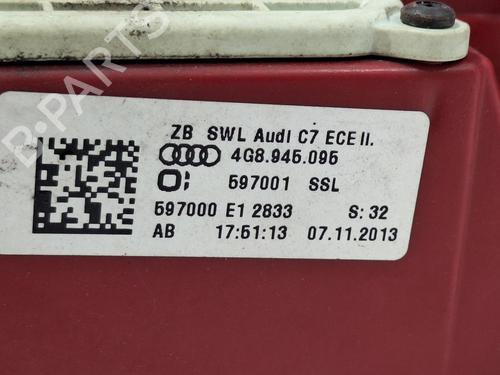 ZB SWL Audi C7 ECE II.
4G8.945.095
597001 SSL
597000 E1 2833 S: 32
AB 17:51:13 07.11.2013
B-PARTS